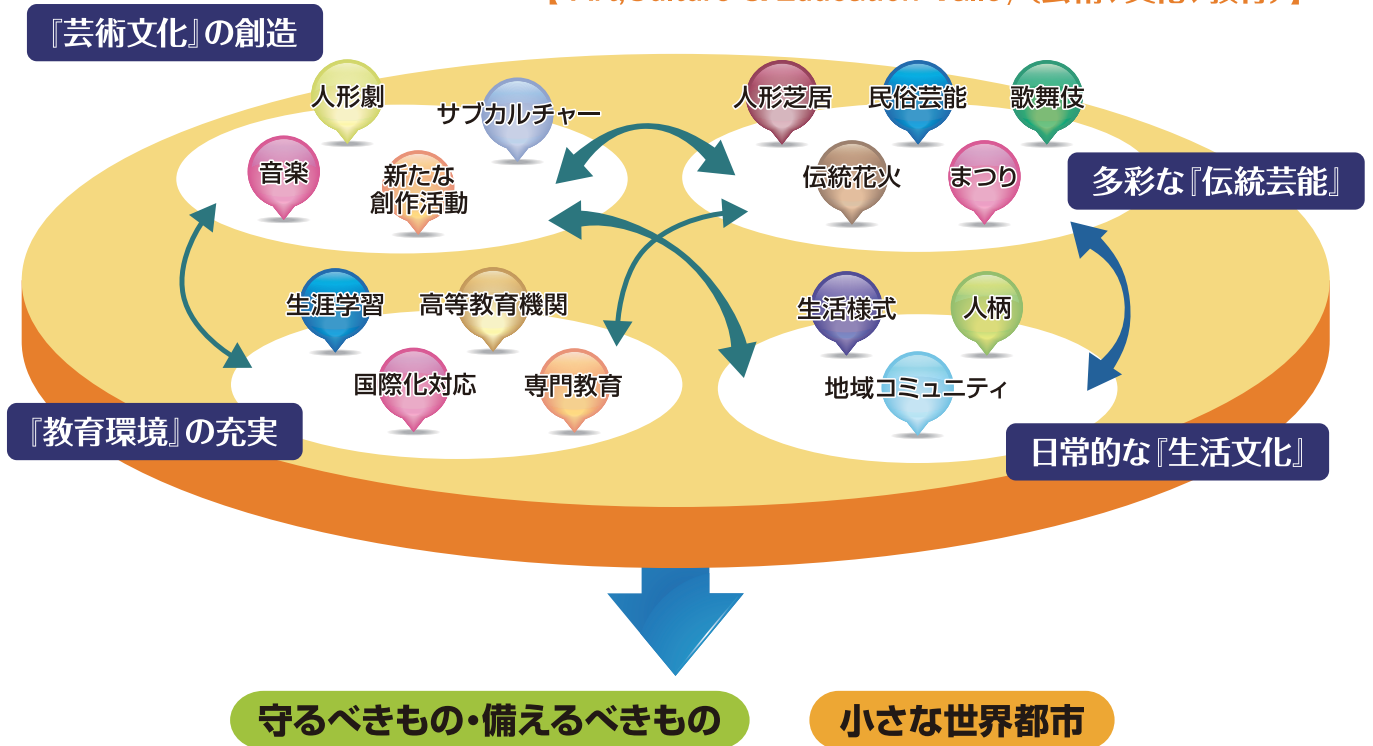 『芸術文化』の創造
人形劇
サブカルチャー
音楽
新たな
創作活動
人形芝居
民俗芸能
歌舞伎
伝統花火
まつり
多彩な『伝統芸能』
生涯学習
高等教育機関
国際化対応
専門教育
『教育環境』の充実
生活様式
人柄
地域コミュニティ
日常的な『生活文化』
守るべきもの・備えるべきもの
小さな世界都市